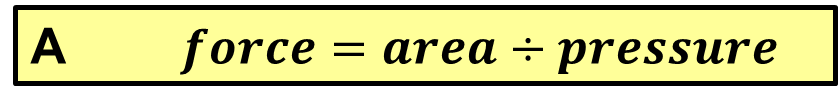 A force = area ÷ pressure